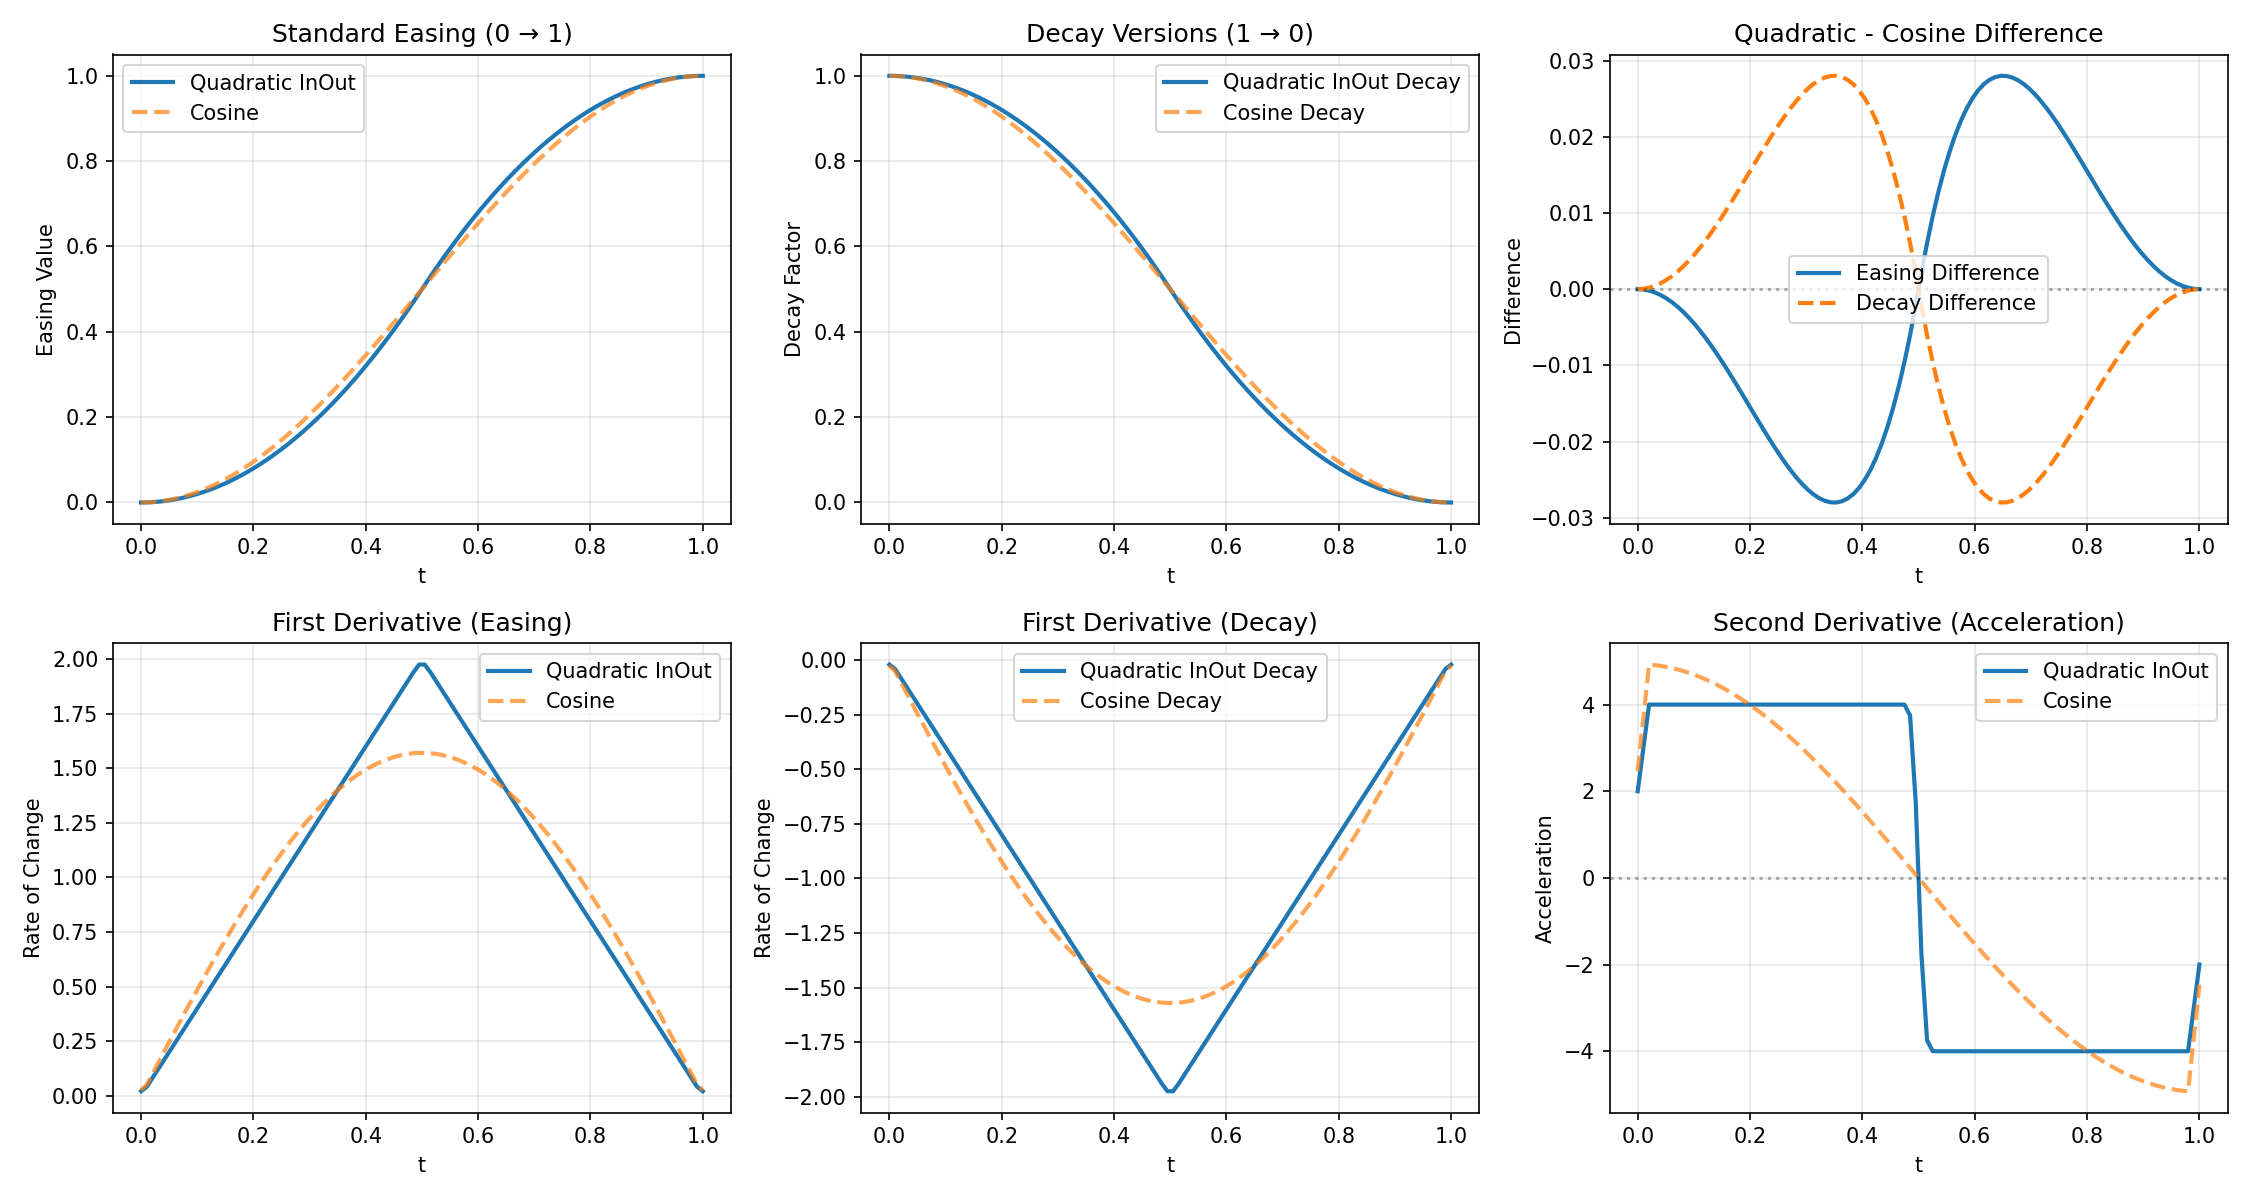 Standard Easing (0 → 1)
Quadratic InOut
Cosine
1.0
0.8
0.6
0.4
0.2
0.0
Easing Value
0.0 0.2 0.4 0.6 0.8 1.0
t
Decay Versions (1 → 0)
Quadratic InOut Decay
Cosine Decay
1.0
0.8
0.6
0.4
0.2
0.0
Decay Factor
0.0 0.2 0.4 0.6 0.8 1.0
t
Quadratic - Cosine Difference
0.03
0.02
0.01
0.00
−0.01
−0.02
−0.03
Difference
Easing Difference
Decay Difference
0.0 0.2 0.4 0.6 0.8 1.0
t
First Derivative (Easing)
Quadratic InOut
Cosine
2.00
1.75
1.50
1.25
1.00
0.75
0.50
0.25
0.00
Rate of Change
0.0 0.2 0.4 0.6 0.8 1.0
t
First Derivative (Decay)
Quadratic InOut Decay
Cosine Decay
0.00
−0.25
−0.50
−0.75
−1.00
−1.25
−1.50
−1.75
−2.00
Rate of Change
0.0 0.2 0.4 0.6 0.8 1.0
t
Second Derivative (Acceleration)
Quadratic InOut
Cosine
4
2
0
−2
−4
Acceleration
0.0 0.2 0.4 0.6 0.8 1.0
t